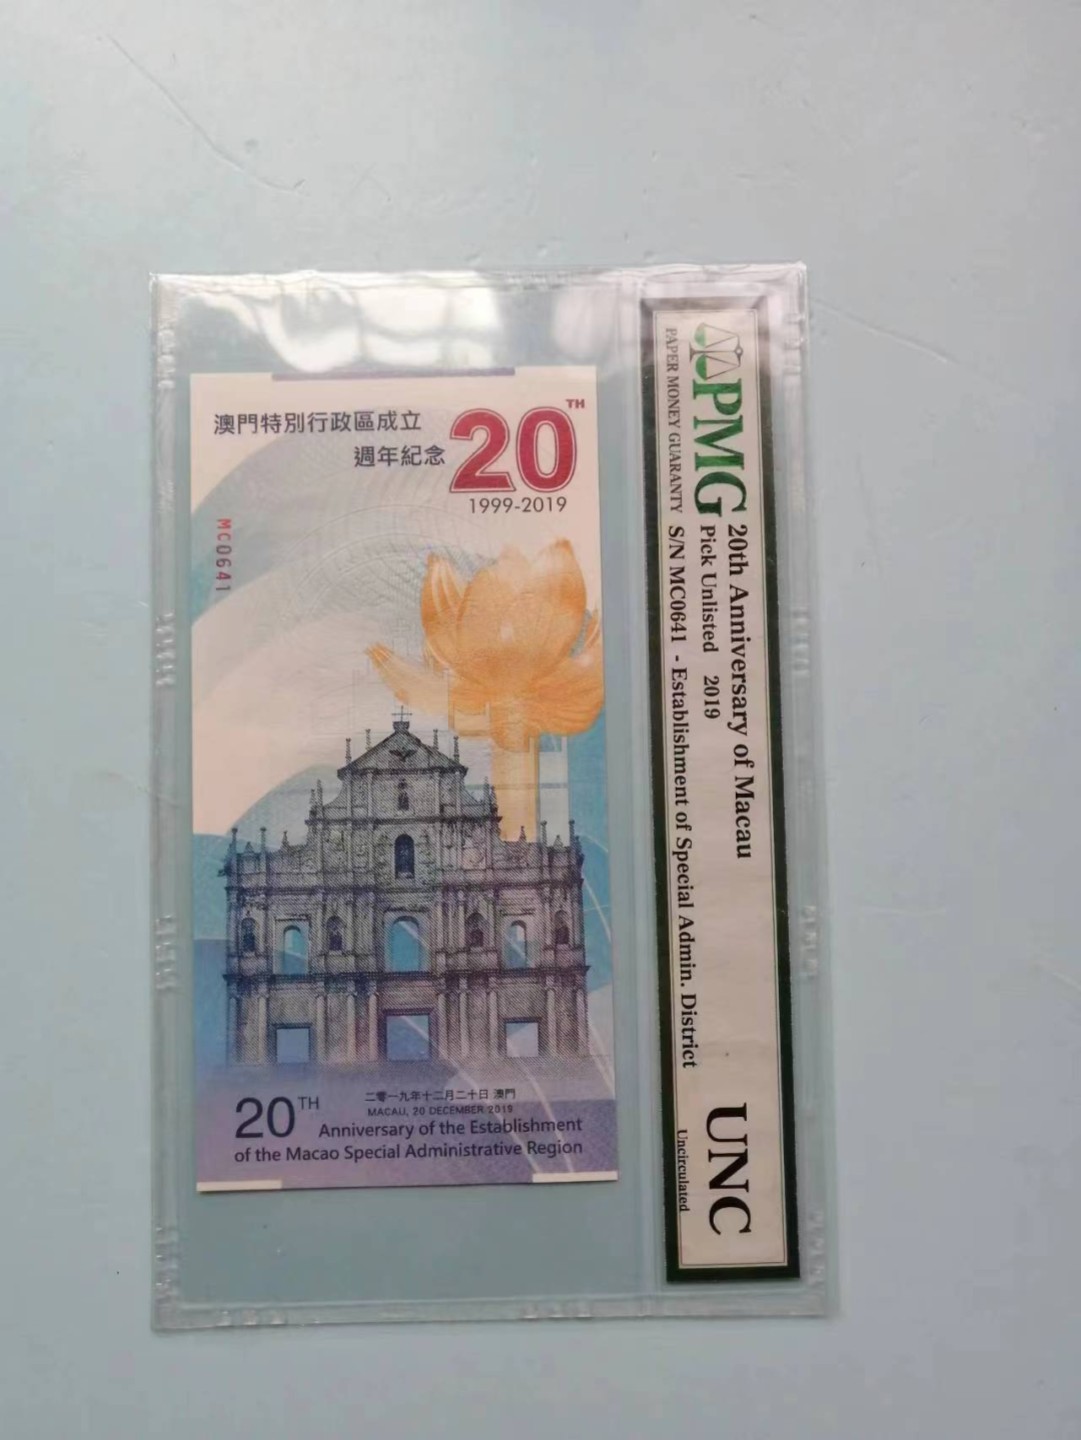 澳門特別行政區成立
週年紀念
20TH
1999-2019
MC0641
二零一九年十二月二十日 澳門
MACAU, 20 DECEMBER 2019
20TH Anniversary of the Establishment
of the Macao Special Administrative Region
PMG
PAPER MONEY GUARANTY
20th Anniversary of Macau
Pick Unlisted 2019
S/N MC0641 - Establishment of Special Admin. District
UNC
Uncirculated